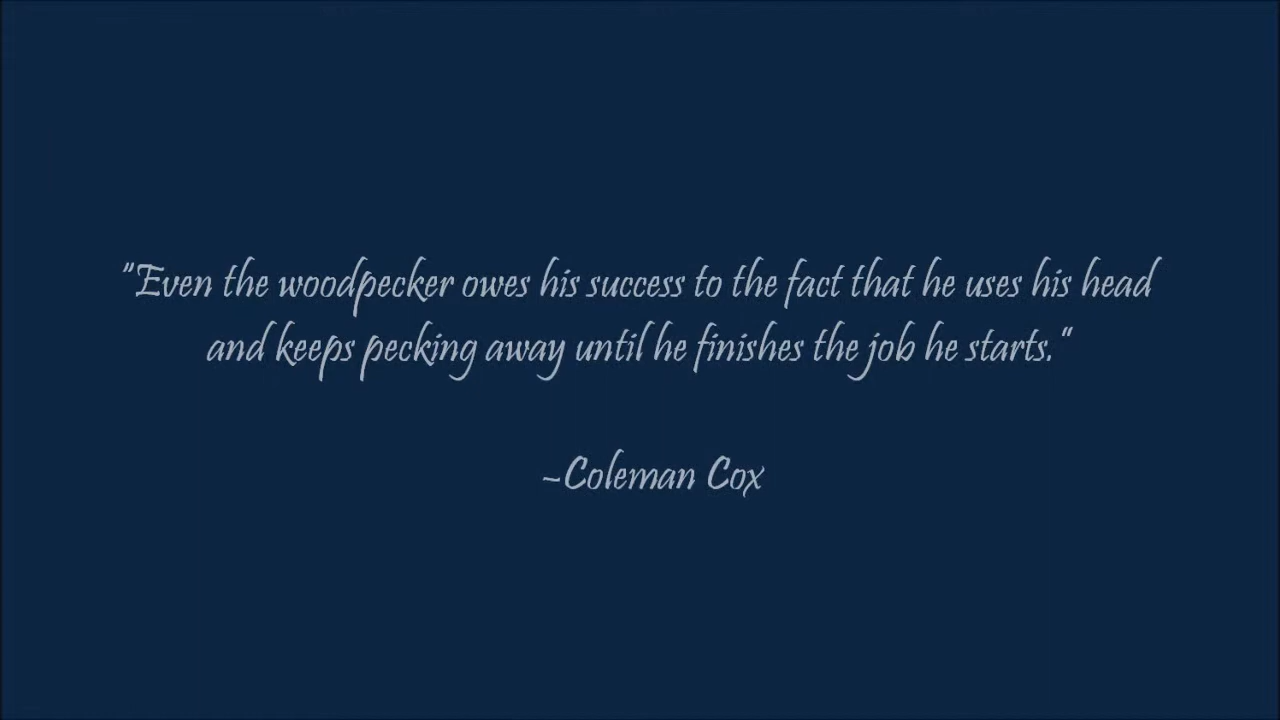 "Even the woodpecker owes his success to the fact that he uses his head
and keeps pecking away until he finishes the job he starts."
~Coleman Cox